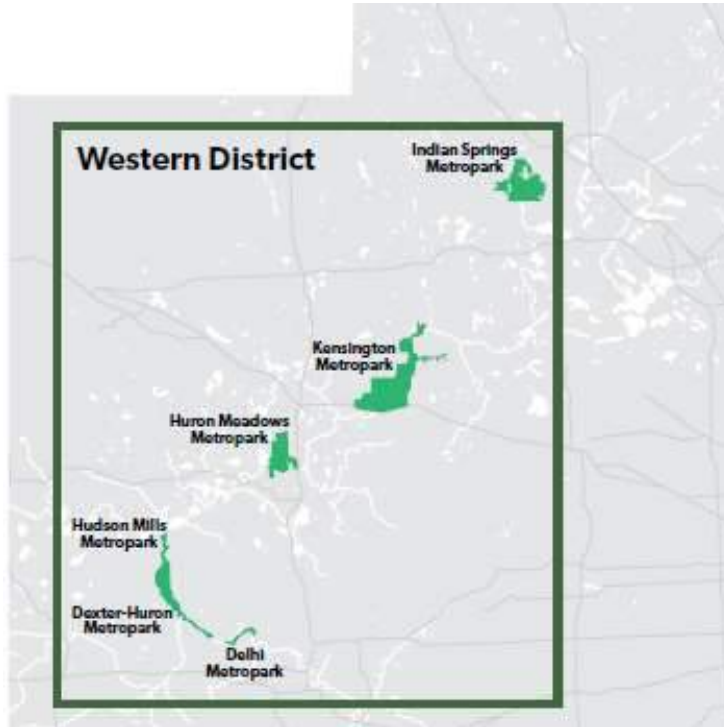 Western District
Indian Springs
Metropark
Kensington
Metropark
Huron Meadows
Metropark
Hudson Mills
Metropark
Dexter-Huron
Metropark
Delhi
Metropark